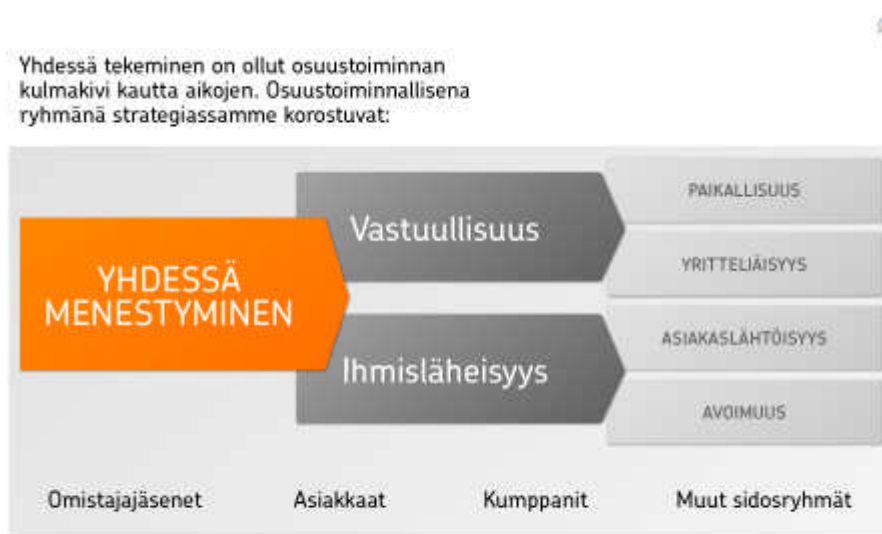 Yhdessä tekeminen on ollut osuustoiminnan
kulmakivi kautta aikojen. Osuustoiminnallisena
ryhmänä strategiassamme korostuvat:
YHDESSÄ
MENESTYMINEN
Vastuullisuus
Ihmisläheisyys
PAIKALLISUUS
YRITTELIÄISYYS
ASIAKASLÄHTÖISYYS
AVOIMUUS
Omistajajäsenet
Asiakkaat
Kumppanit
Muut sidosryhmät